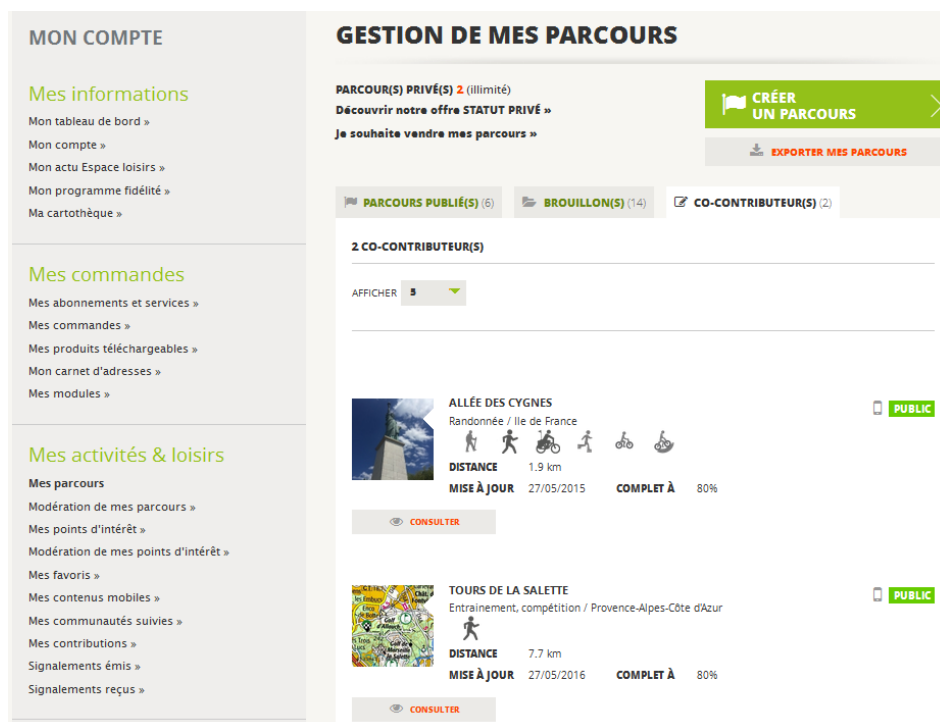 MON COMPTE
Mes informations
Mon tableau de bord »
Mon compte »
Mon actu Espace loisirs »
Mon programme fidélité »
Ma cartothèque »
Mes commandes
Mes abonnements et services »
Mes commandes »
Mes produits téléchargeables »
Mon carnet d'adresses »
Mes modules »
Mes activités & loisirs
Mes parcours
Modération de mes parcours »
Mes points d'intérêt »
Modération de mes points d'intérêt »
Mes favoris »
Mes contenus mobiles »
Mes communautés suivies »
Mes contributions »
Signalements émis »
Signalements reçus »
GESTION DE MES PARCOURS
PARCOUR(S) PRIVÉ(S) 2 (illimité)
Découvrir notre offre STATUT PRIVÉ »
Je souhaite vendre mes parcours »
CRÉER
UN PARCOURS
EXPORTER MES PARCOURS
PARCOURS PUBLIÉ(S) (6) BROUILLON(S) (14) CO-CONTRIBUTEUR(S) (2)
2 CO-CONTRIBUTEUR(S)
AFFICHER 5
ALLÉE DES CYGNES PUBLIC
Randonnée / Ile de France
DISTANCE 1.9 km
MISE À JOUR 27/05/2015 COMPLET À 80%
CONSULTER
TOURS DE LA SALETTE PUBLIC
Entrainement, compétition / Provence-Alpes-Côte d'Azur
DISTANCE 7.7 km
MISE À JOUR 27/05/2016 COMPLET À 80%
CONSULTER